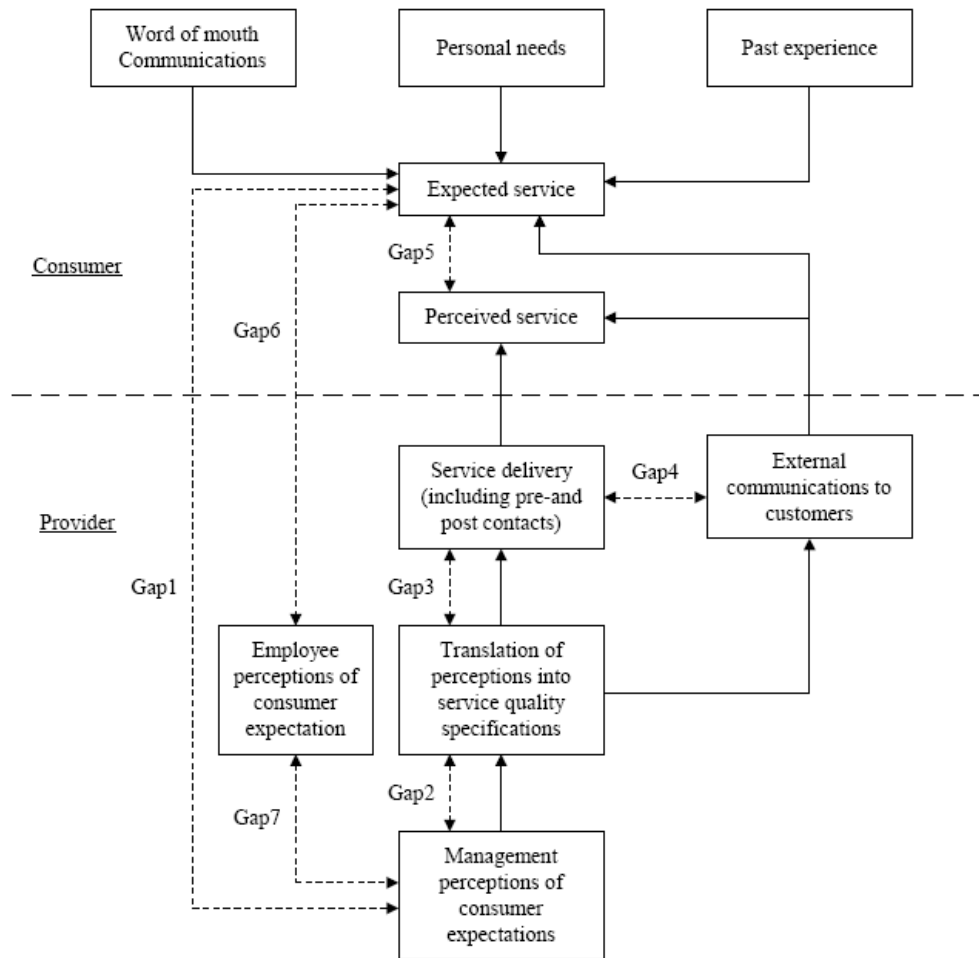 Word of mouth
Communications
Personal needs
Past experience
Expected service
Gap5
Consumer
Perceived service
Gap6
Service delivery
(including pre-and
post contacts)
Gap4
External
communications to
customers
Provider
Gap1
Gap3
Employee
perceptions of
consumer
expectation
Translation of
perceptions into
service quality
specifications
Gap7
Gap2
Management
perceptions of
consumer
expectations